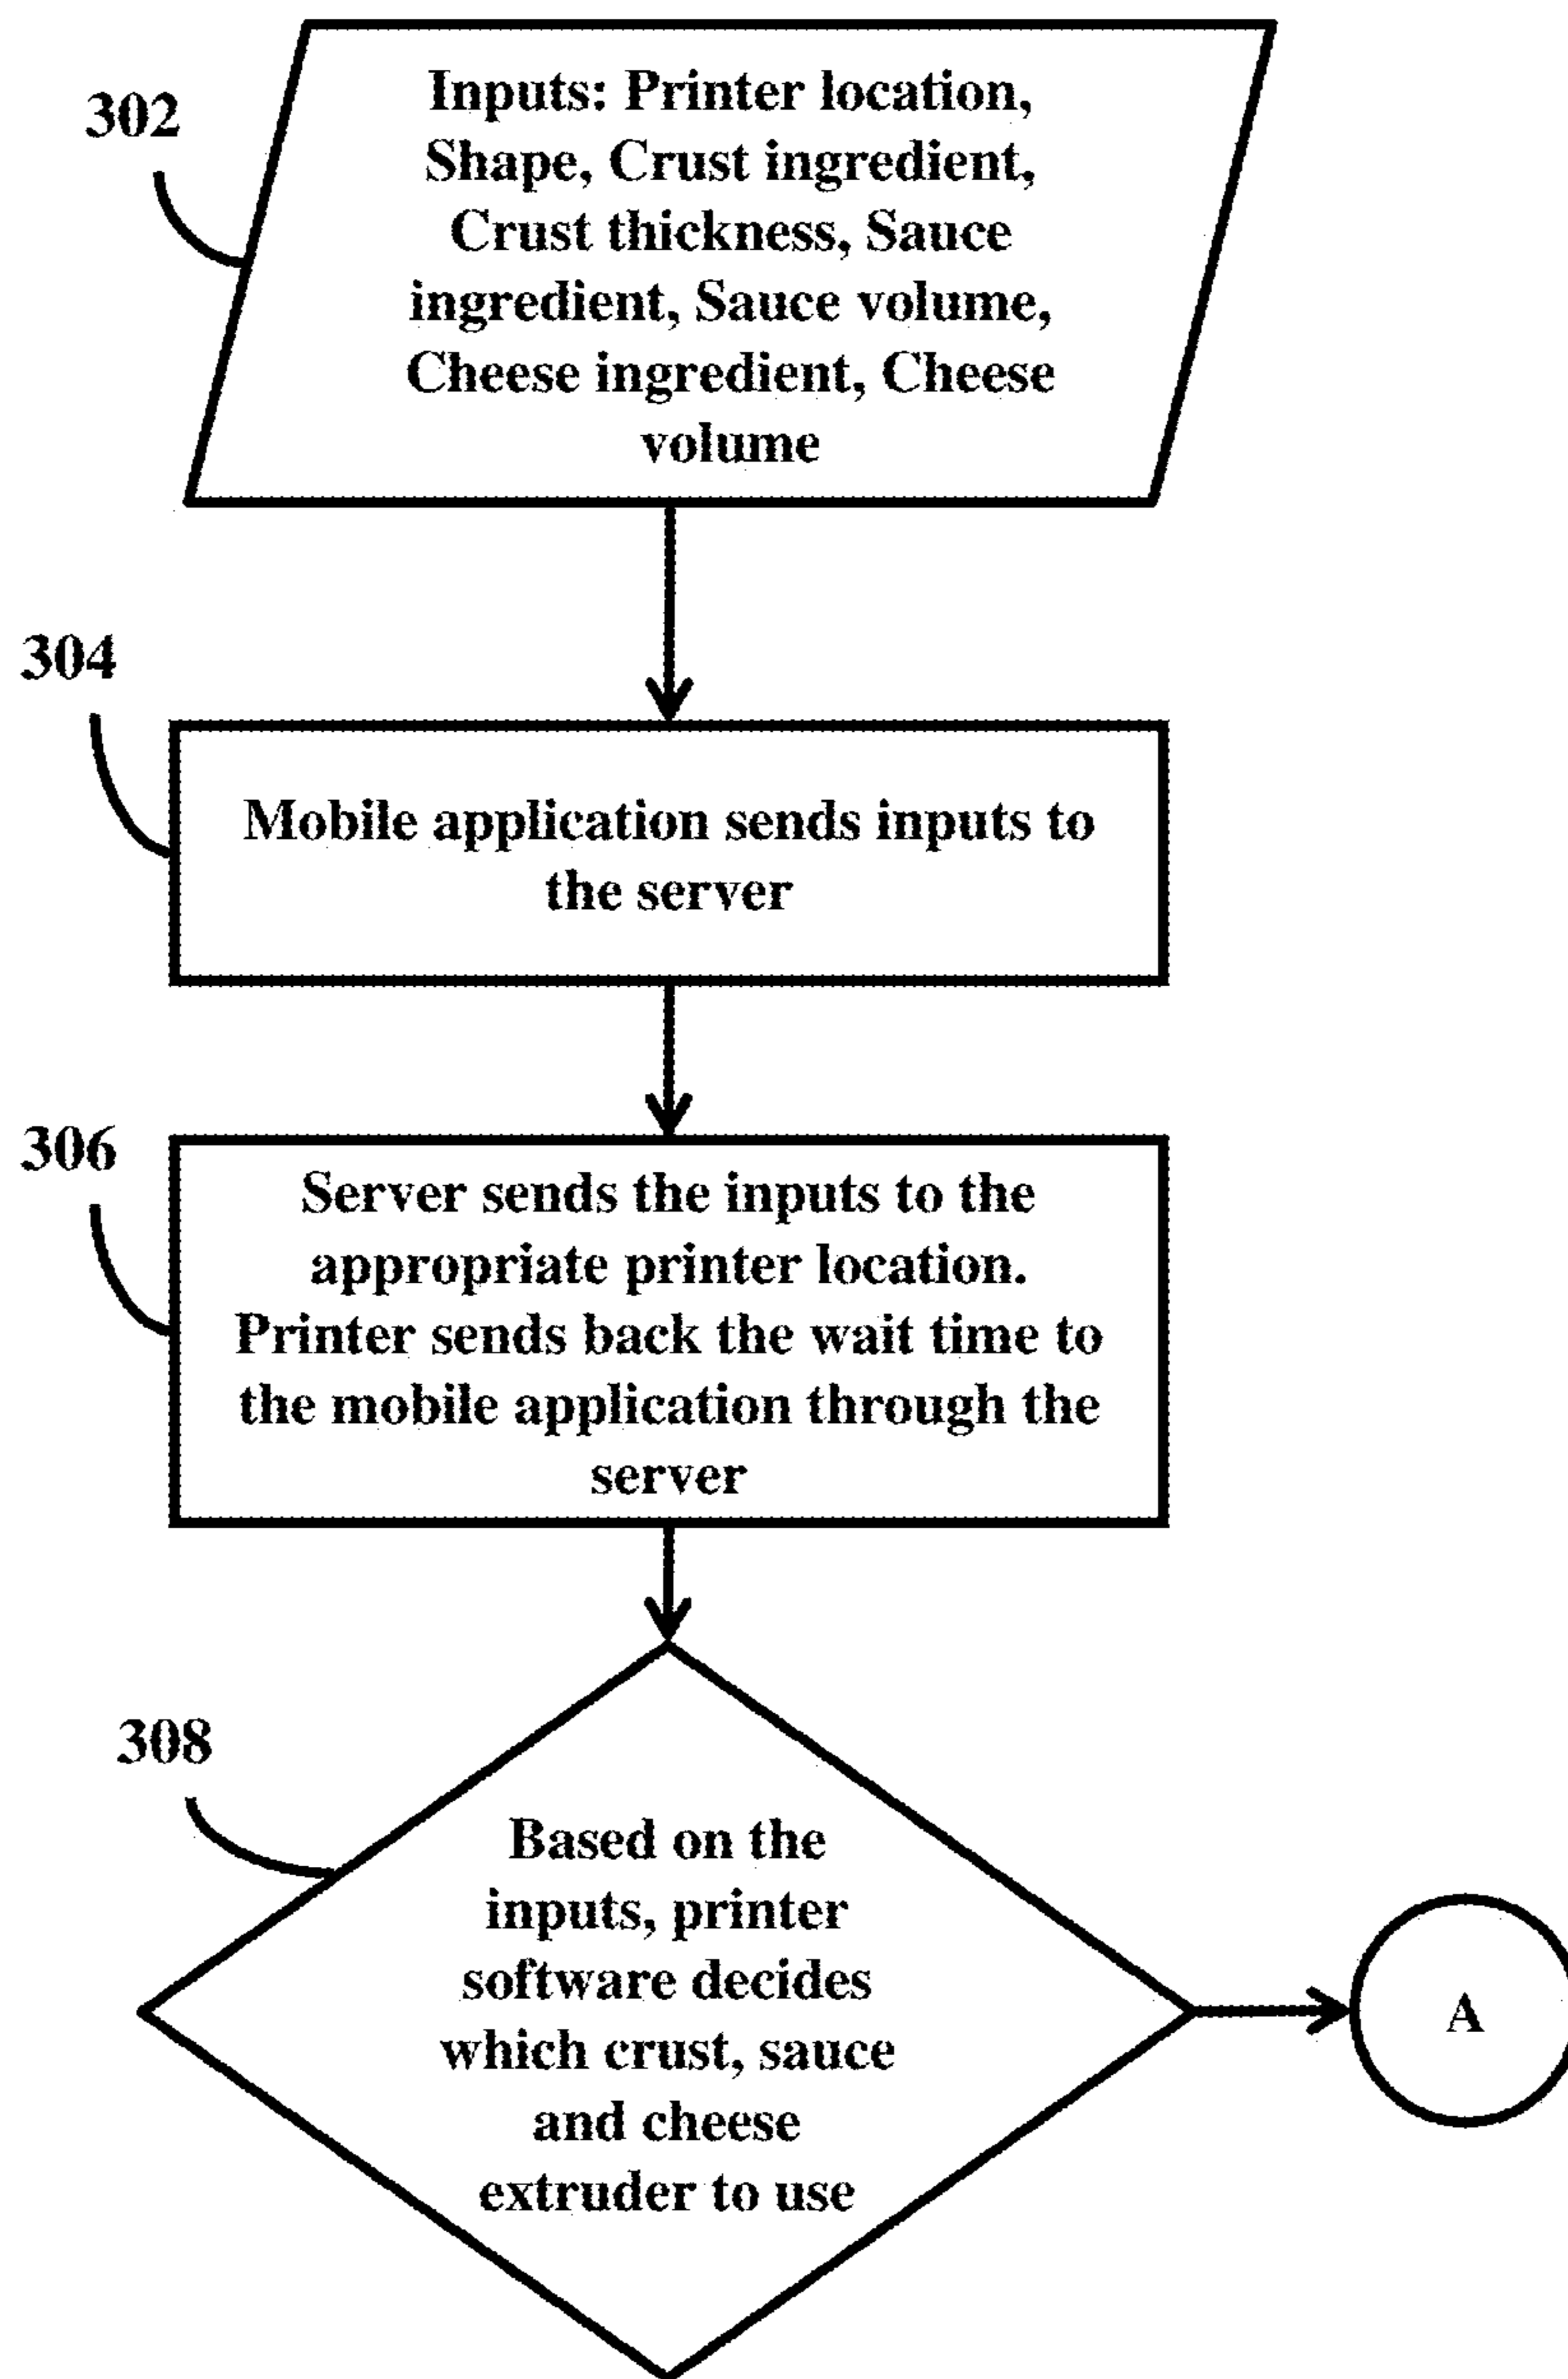 302
Inputs: Printer location,
Shape, Crust ingredient,
Crust thickness, Sauce
ingredient, Sauce volume,
Cheese ingredient, Cheese
volume
304
Mobile application sends inputs to
the server
306
Server sends the inputs to the
appropriate printer location.
Printer sends back the wait time to
the mobile application through the
server
308
Based on the
inputs, printer
software decides
which crust, sauce
and cheese
extruder to use
A